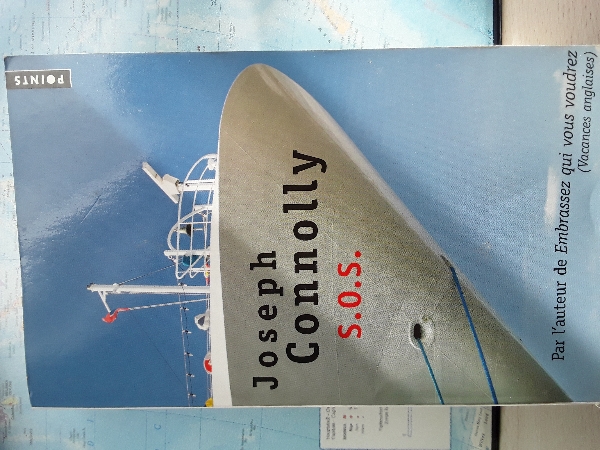 POINTS
Joseph
Connolly
S.O.S.
Par l'auteur de Embrassez qui vous voudrez
(Vacances anglaises)